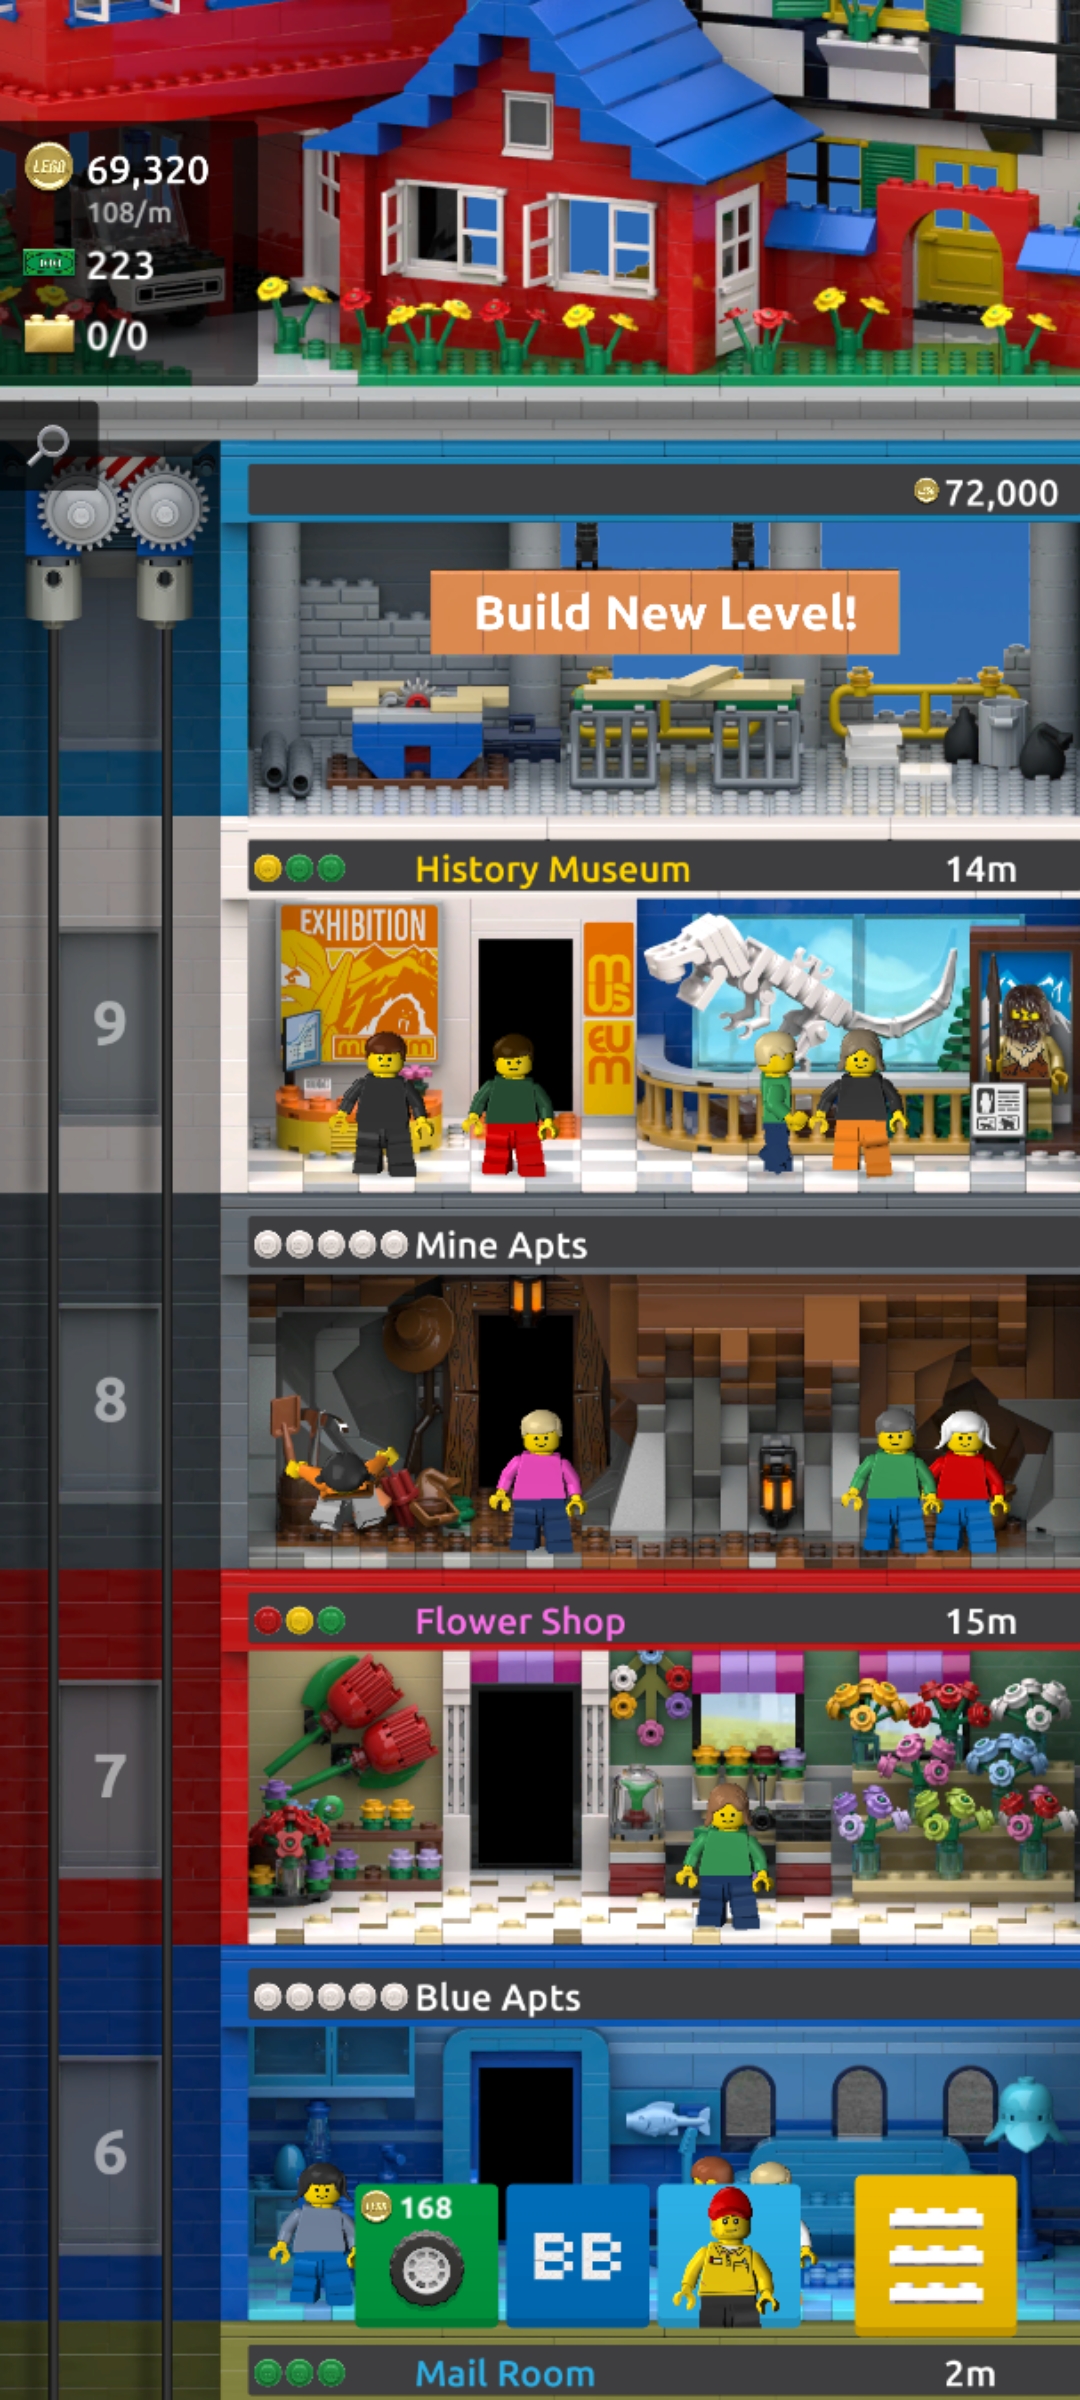 LEGO 69,320
108/m
223
0/0
72,000
Build New Level!
History Museum 14m
EXHIBITION
MUSEUM
9
Mine Apts
8
Flower Shop 15m
7
Blue Apts
6
168
BB
Mail Room 2m